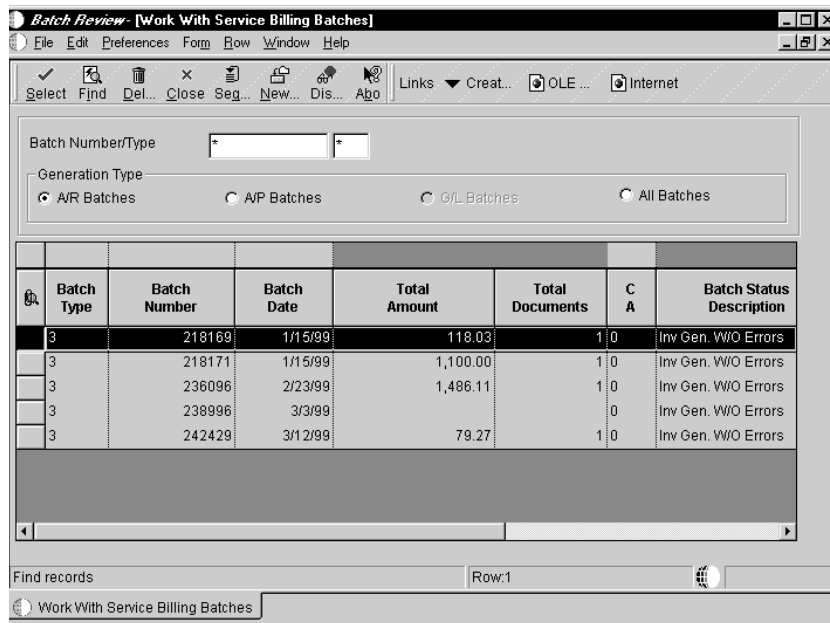 Batch Review - [Work With Service Billing Batches]
File Edit Preferences Form Row Window Help
Select Find Del... Close Seq... New... Dis... Abo Links Creat... OLE ... Internet
Batch Number/Type * *
Generation Type
A/R Batches A/P Batches G/L Batches All Batches
Batch Type Batch Number Batch Date Total Amount Total Documents C A Batch Status Description
3 218169 1/15/99 118.03 1 0 Inv Gen. W/O Errors
3 218171 1/15/99 1,100.00 1 0 Inv Gen. W/O Errors
3 236096 2/23/99 1,486.11 1 0 Inv Gen. W/O Errors
3 238996 3/3/99 0 Inv Gen. W/O Errors
3 242429 3/12/99 79.27 1 0 Inv Gen. W/O Errors
Find records Row:1
Work With Service Billing Batches